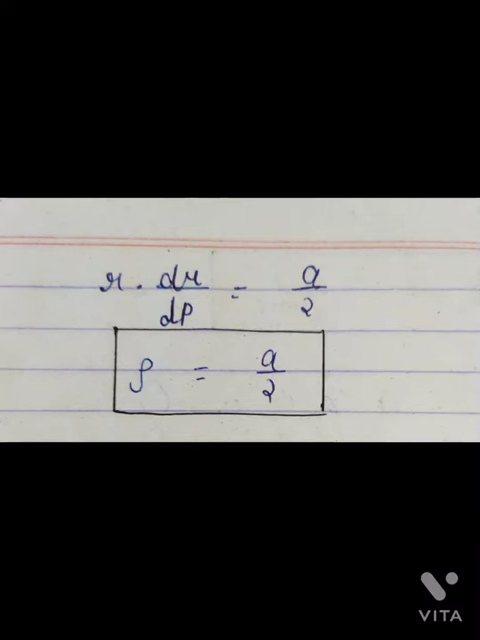 r · dr/dp = a/2
ρ = a/2
VITA